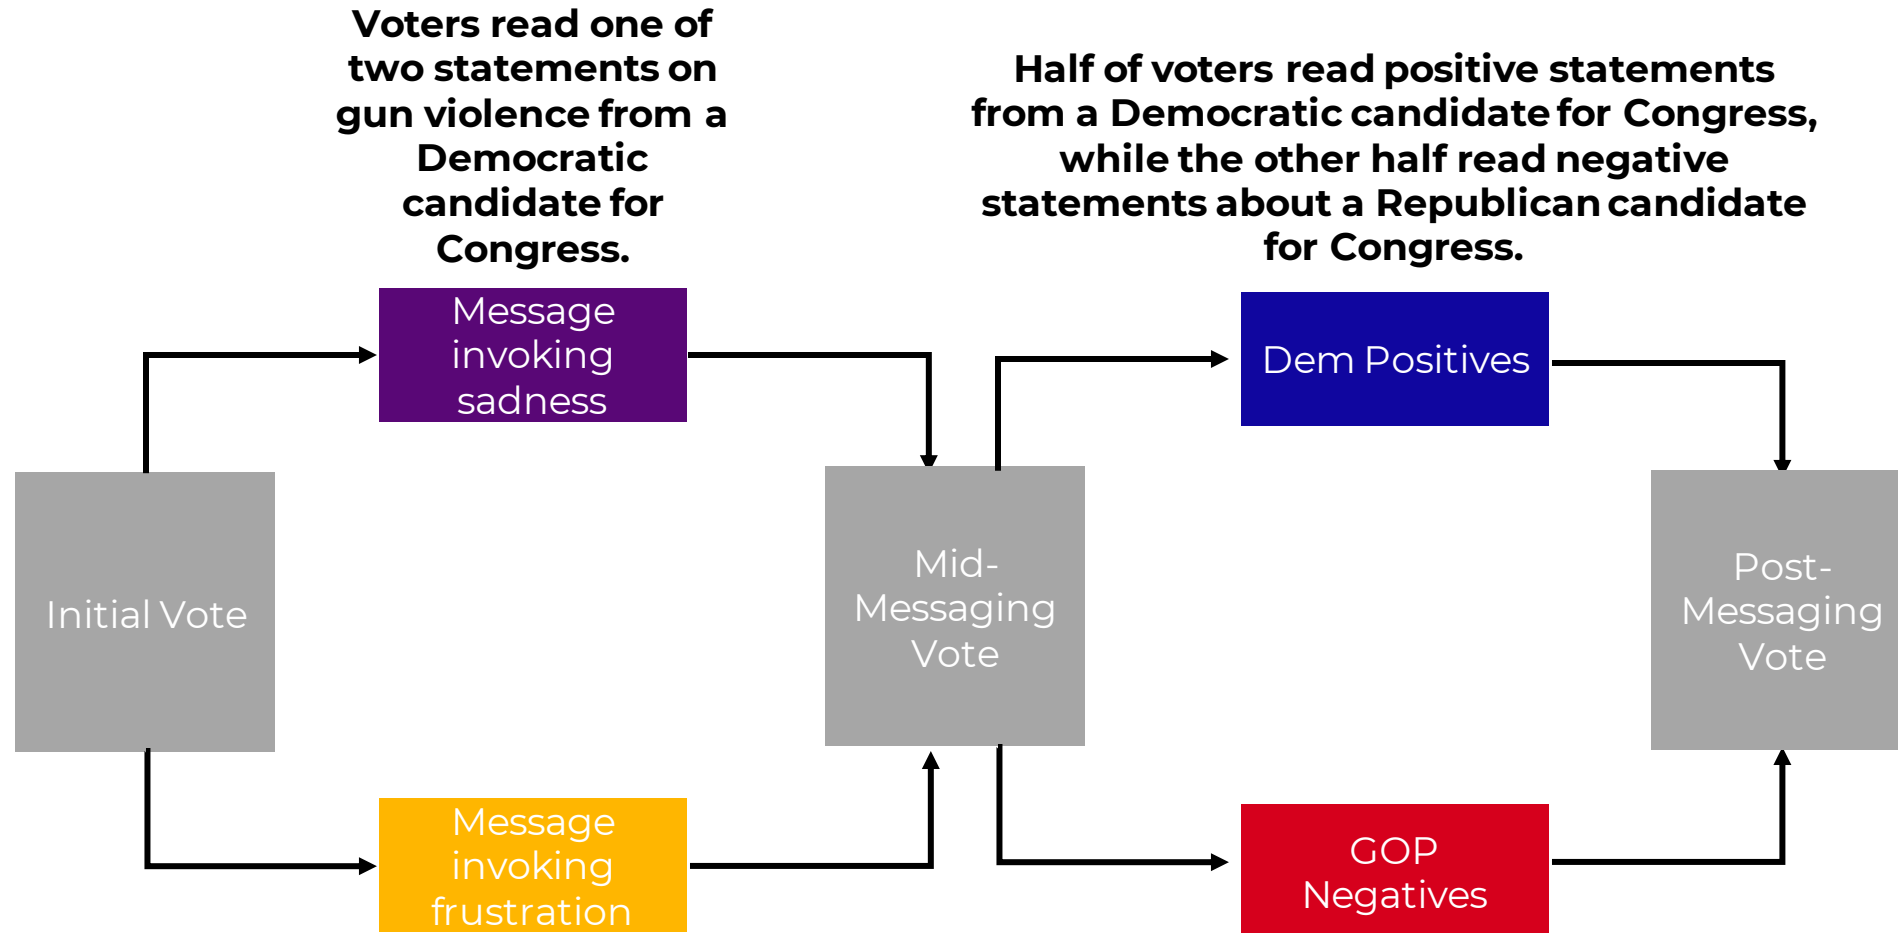 Voters read one of
two statements on
gun violence from a
Democratic
candidate for
Congress.
Half of voters read positive statements
from a Democratic candidate for Congress,
while the other half read negative
statements about a Republican candidate
for Congress.
Message
invoking
sadness
Dem Positives
Initial Vote
Mid-
Messaging
Vote
Post-
Messaging
Vote
Message
invoking
frustration
GOP
Negatives